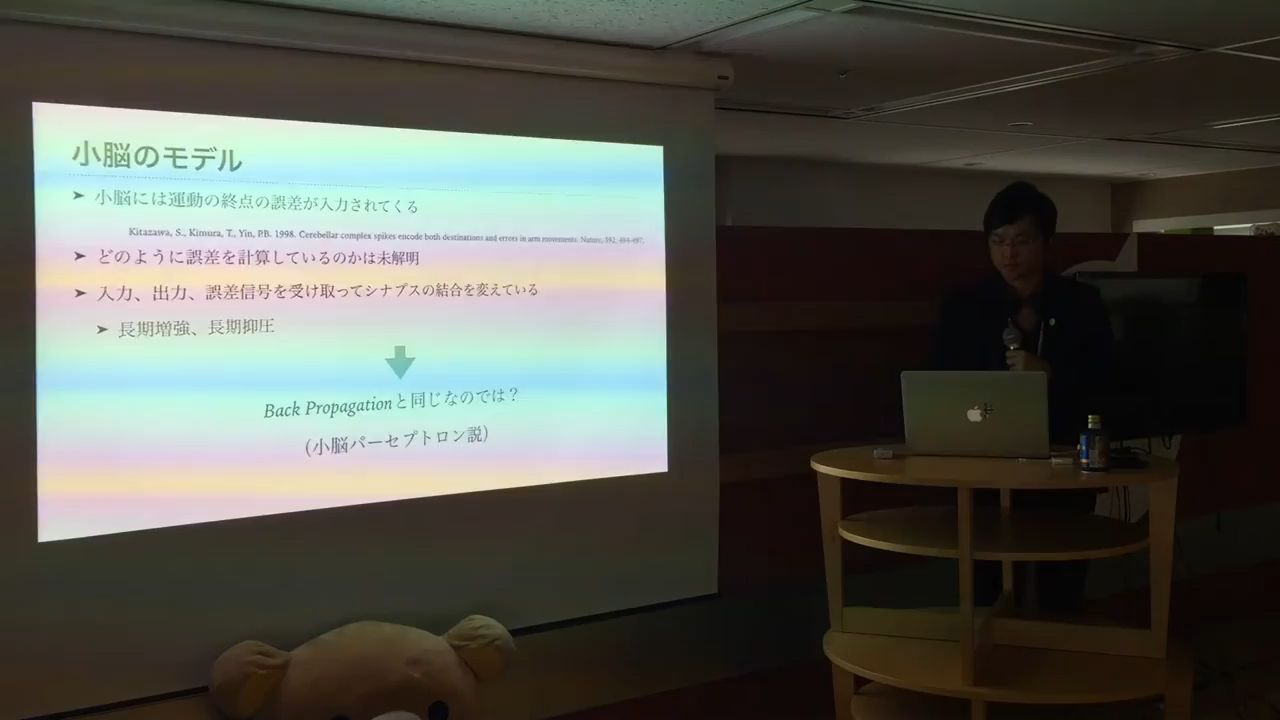 小脳のモデル
➤ 小脳には運動の終点の誤差が入力されてくる
Kitazawa, S., Kimura, T., Yin, P.B. 1998. Cerebellar complex spikes encode both destinations and errors in arm movements. Nature, 392, 494-497.
➤ どのように誤差を計算しているのかは未解明
➤ 入力、出力、誤差信号を受け取ってシナプスの結合を変えている
➤ 長期増強、長期抑圧
Back Propagationと同じなのでは？
(小脳パーセプトロン説)